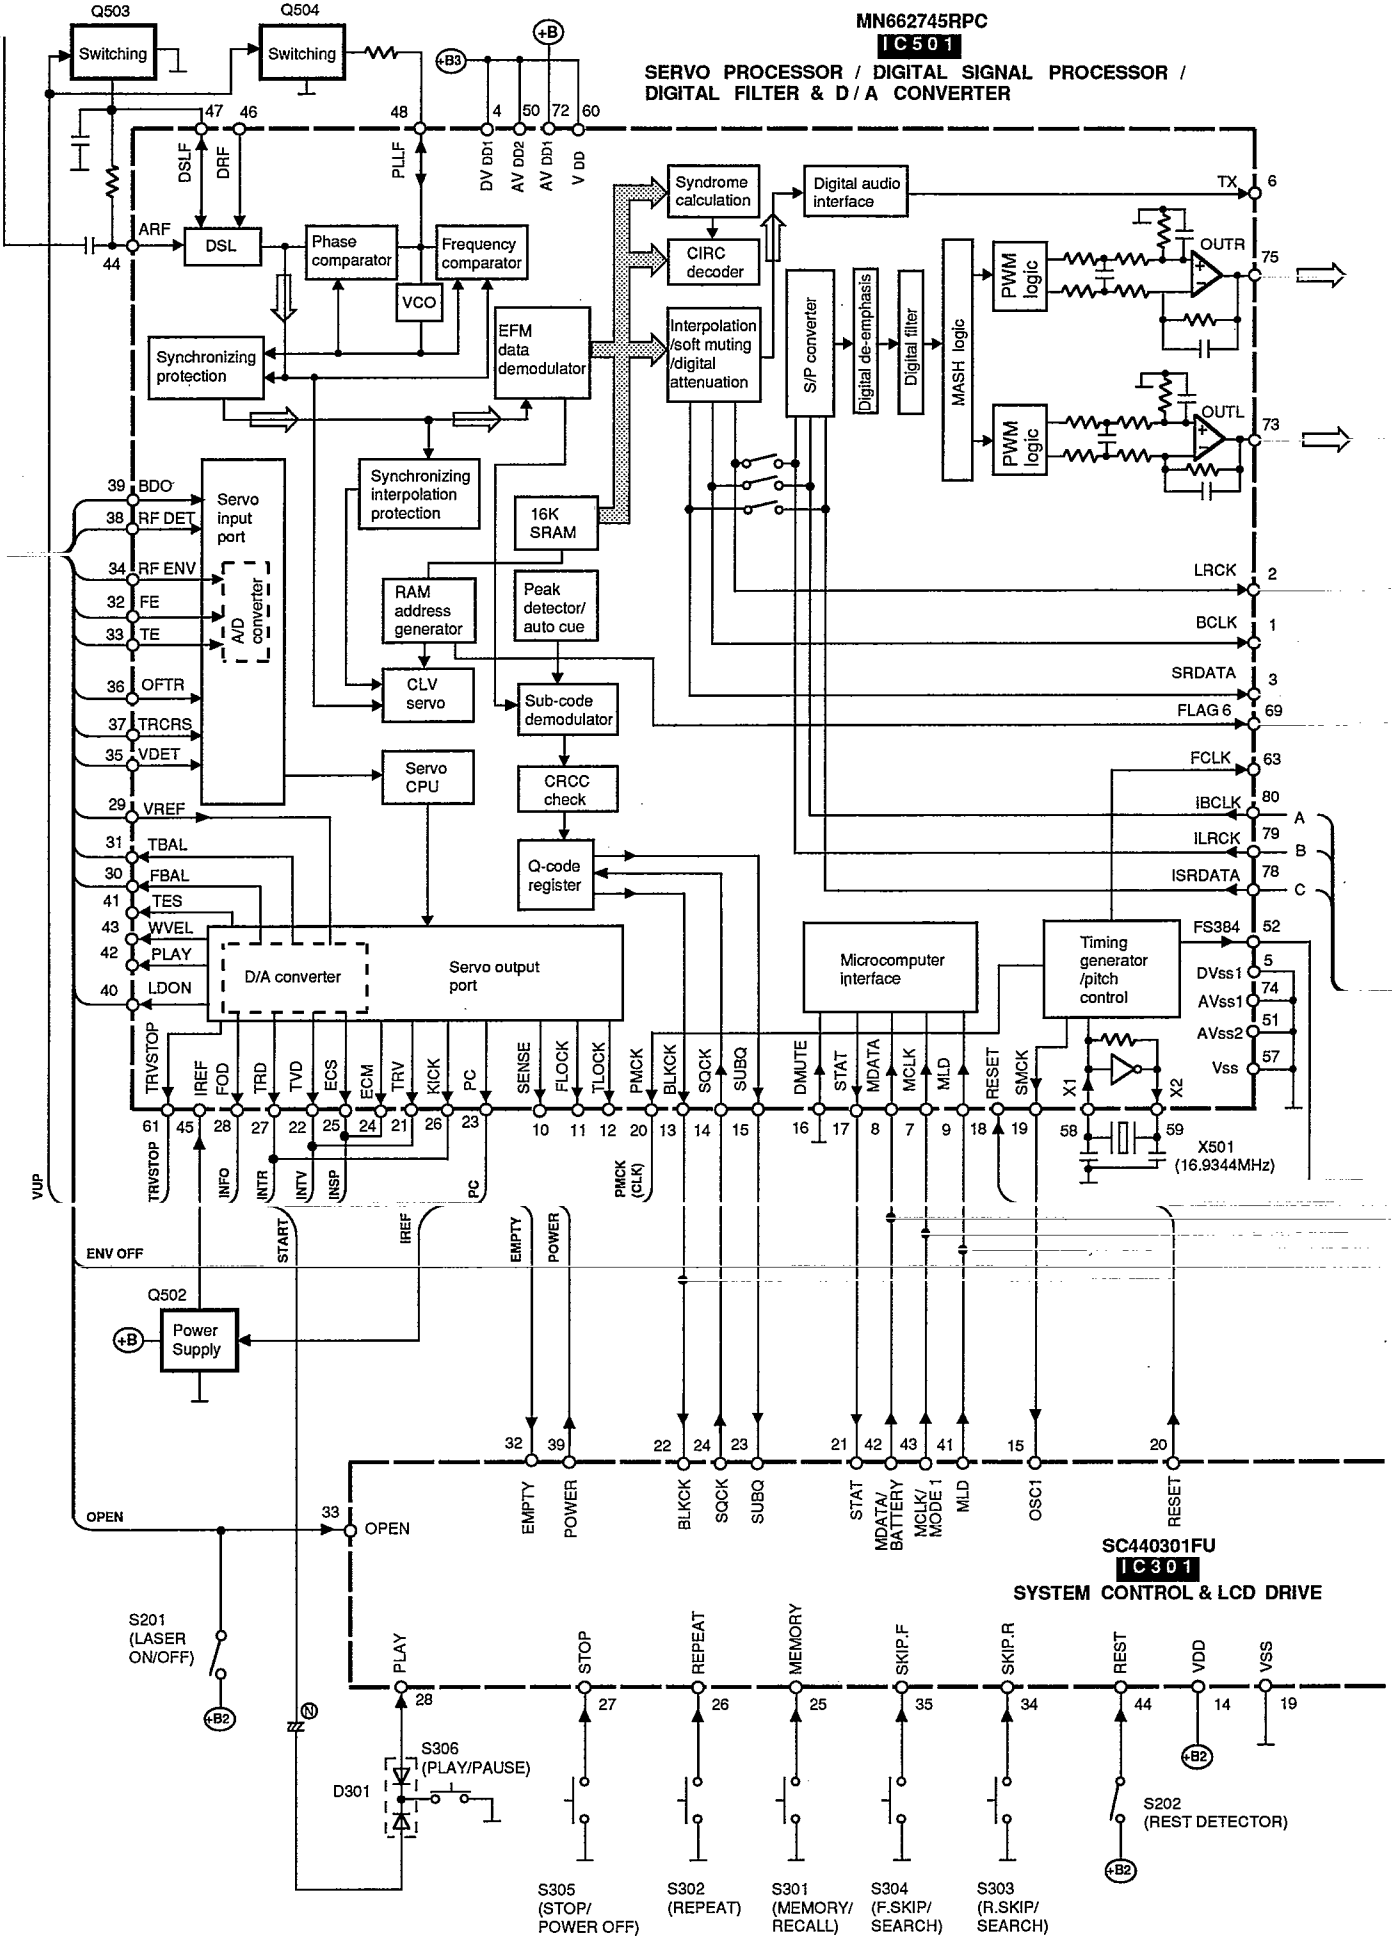 Q503
Q504
Switching
Switching
+B3
+B
MN662745RPC
IC501
SERVO PROCESSOR / DIGITAL SIGNAL PROCESSOR /
DIGITAL FILTER & D/A CONVERTER
47
46
48
4
50
72
60
DSLF
DRF
PLLF
DV DD1
AV DD2
AV DD1
V DD
ARF
44
DSL
Phase
comparator
Frequency
comparator
VCO
Synchronizing
protection
EFM
data
demodulator
Synchronizing
interpolation
protection
16K
SRAM
Syndrome
calculation
CIRC
decoder
Interpolation
/soft muting
/digital
attenuation
Digital audio
interface
S/P converter
Digital de-emphasis
Digital filter
MASH logic
PWM
logic
PWM
logic
TX
6
OUTR
75
+
−
OUTL
73
+
−
39 BDO
38 RF DET
34 RF ENV
32 FE
33 TE
36 OFTR
37 TRCRS
35 VDET
29 VREF
31 TBAL
30 FBAL
41 TES
43 WVEL
42 PLAY
40 LDON
Servo
input
port
A/D
converter
RAM
address
generator
Peak
detector/
auto cue
CLV
servo
Sub-code
demodulator
Servo
CPU
CRCC
check
Q-code
register
D/A converter
Servo output
port
Microcomputer
interface
Timing
generator
/pitch
control
LRCK 2
BCLK 1
SRDATA 3
FLAG 6 69
FCLK 63
IBCLK 80 A
ILRCK 79 B
ISRDATA 78 C
FS384 52
DVss1 5
AVss1 74
AVss2 51
Vss 57
TRVSTOP
IREF
FOD
TRD
TVD
ECS
ECM
TRV
KICK
PC
SENSE
FLOCK
TLOCK
PMCK
BLKCK
SQCK
SUBQ
DMUTE
STAT
MDATA
MCLK
MLD
RESET
SMCK
X1
X2
61
45
28
27
22
25
24
21
26
23
10
11
12
20
13
14
15
16
17
8
7
9
18
19
58
59
X501
(16.9344MHz)
VUP
TRVSTOP
INFO
INTR
INTV
INSP
PC
PMCK
(CLK)
START
IREF
EMPTY
POWER
ENV OFF
Q502
+B
Power
Supply
32
39
22
24
23
21
42
43
41
15
20
EMPTY
POWER
BLKCK
SQCK
SUBQ
STAT
MDATA/
BATTERY
MCLK/
MODE 1
MLD
OSC1
RESET
OPEN
33
OPEN
SC440301FU
IC301
SYSTEM CONTROL & LCD DRIVE
S201
(LASER
ON/OFF)
+B2
PLAY
STOP
REPEAT
MEMORY
SKIP.F
SKIP.R
REST
VDD
VSS
28
27
26
25
35
34
44
14
19
N
D301
S306
(PLAY/PAUSE)
+B2
S202
(REST DETECTOR)
+B2
S305
(STOP/
POWER OFF)
S302
(REPEAT)
S301
(MEMORY/
RECALL)
S304
(F.SKIP/
SEARCH)
S303
(R.SKIP/
SEARCH)